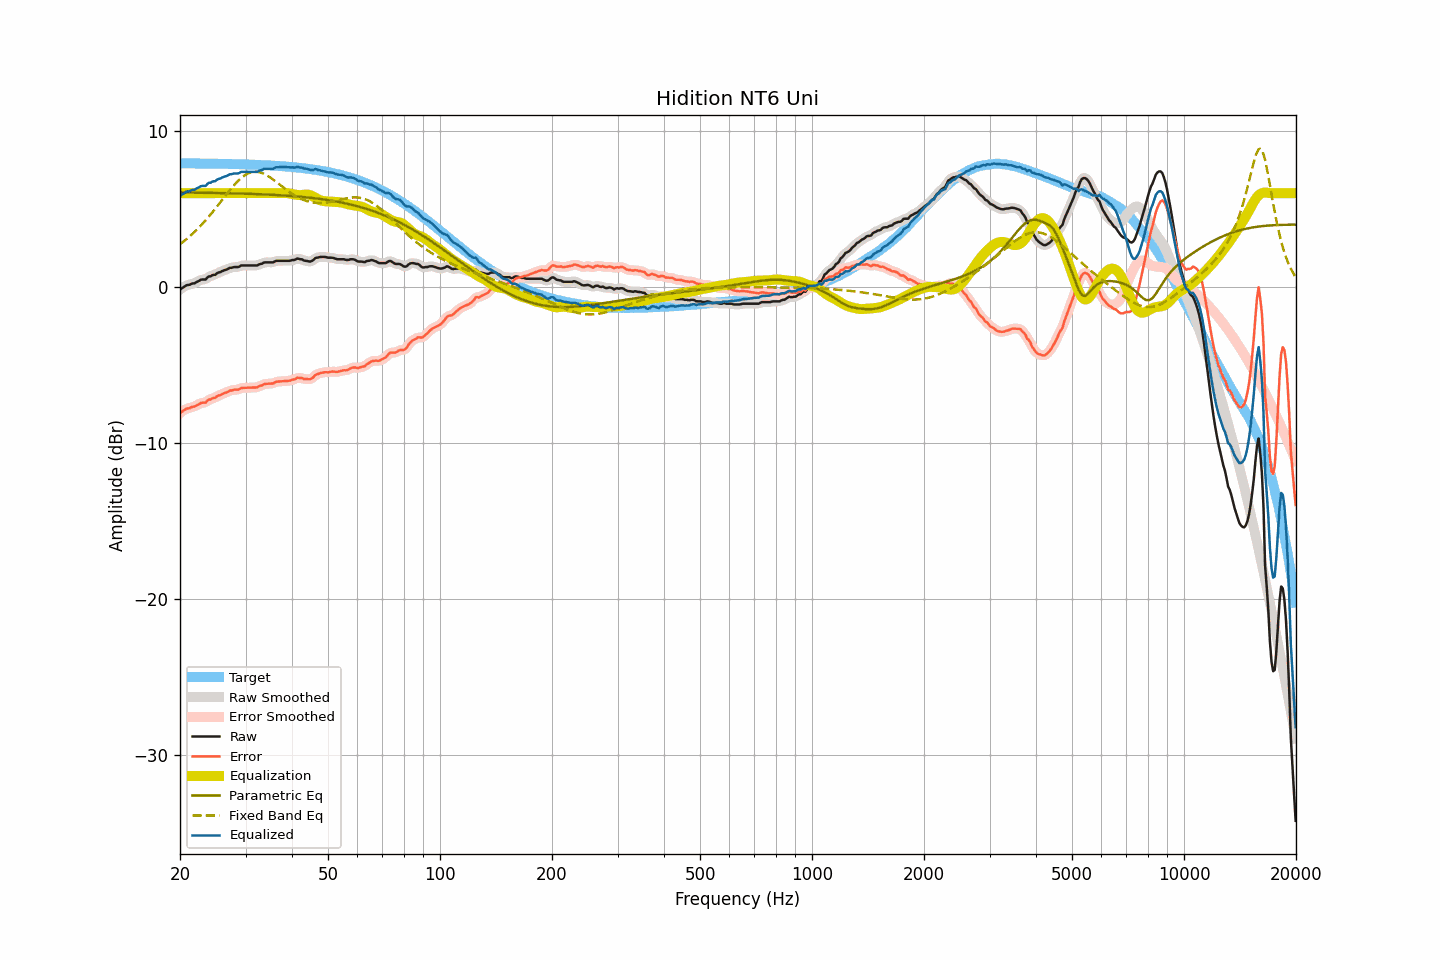 Hidition NT6 Uni
10
0
−10
−20
−30
Amplitude (dBr)
Target
Raw Smoothed
Error Smoothed
Raw
Error
Equalization
Parametric Eq
Fixed Band Eq
Equalized
20 50 100 200 500 1000 2000 5000 10000 20000
Frequency (Hz)